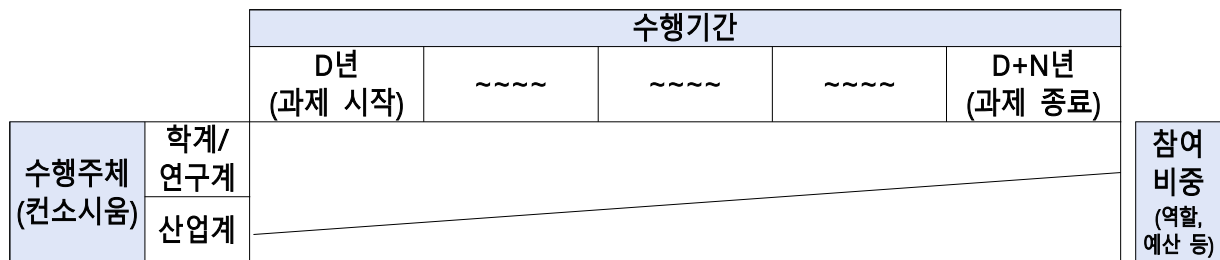 수행기간
D년
(과제 시작)
~~~~
~~~~
~~~~
D+N년
(과제 종료)
수행주체
(컨소시움)
학계/
연구계
산업계
참여
비중
(역할,
예산 등)